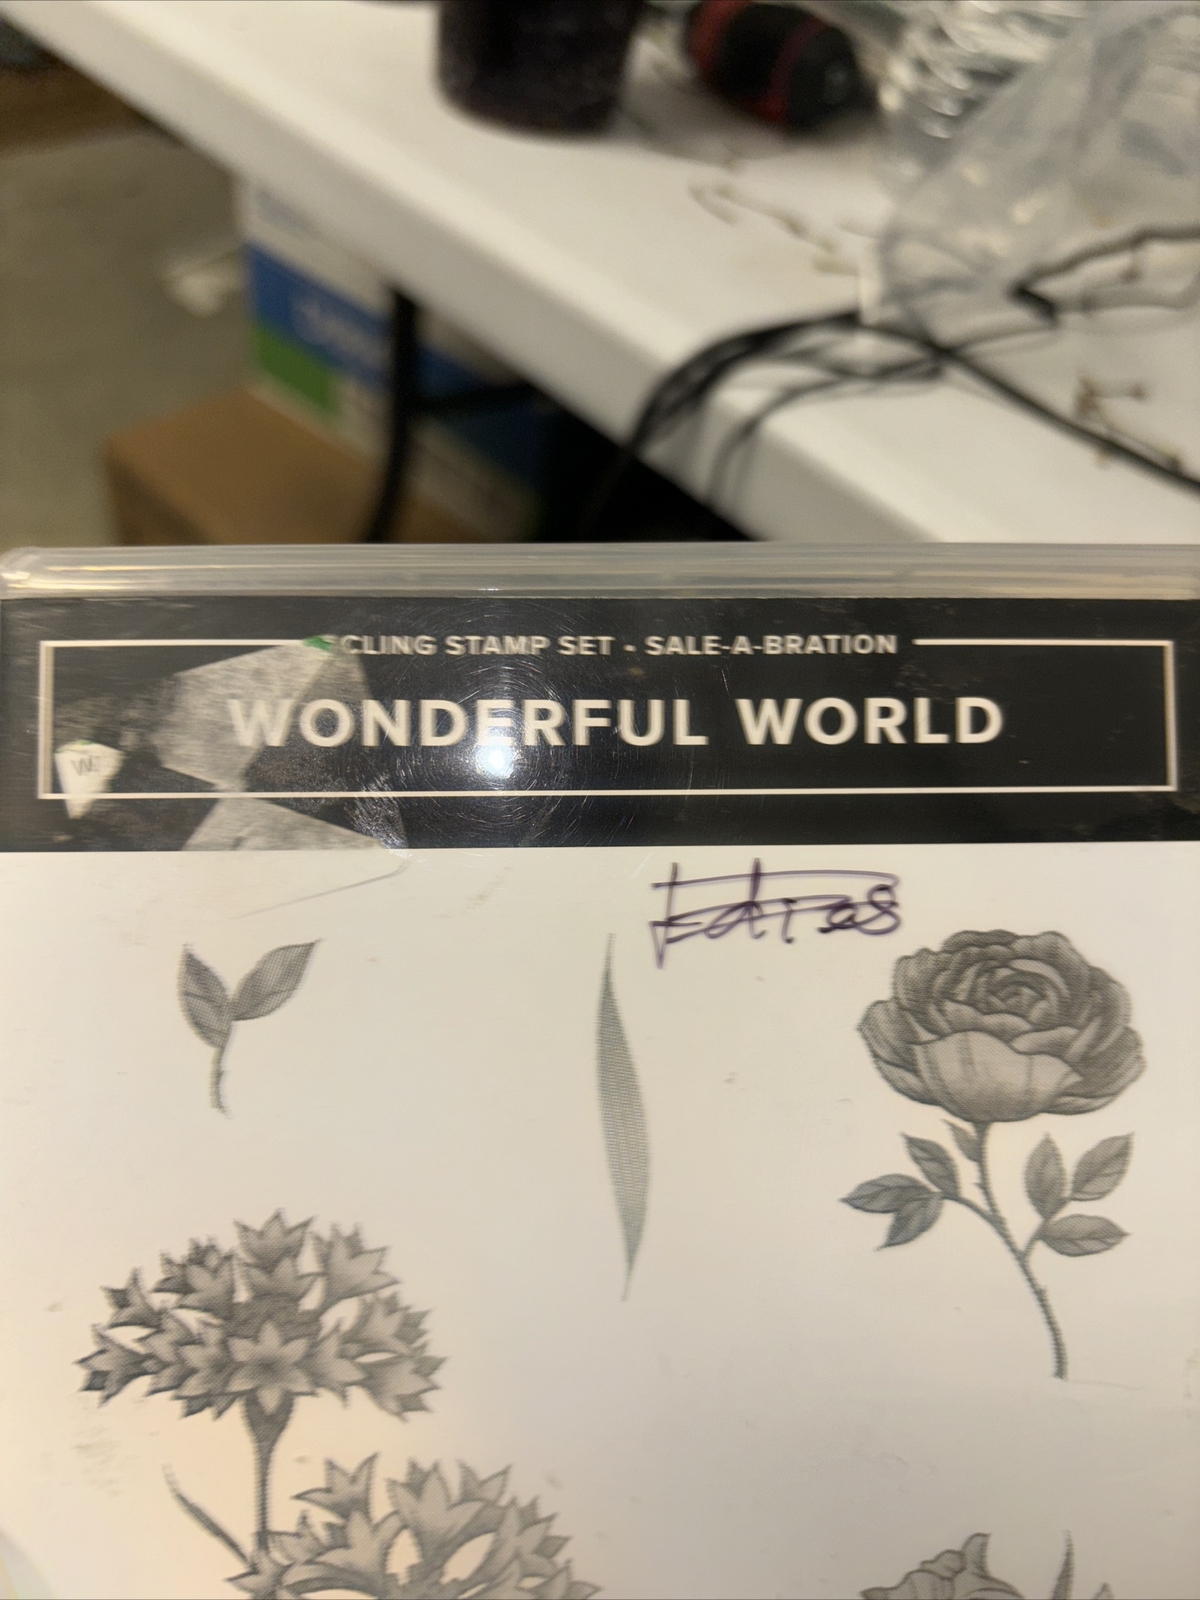 CLING STAMP SET • SALE-A-BRATION
WONDERFUL WORLD